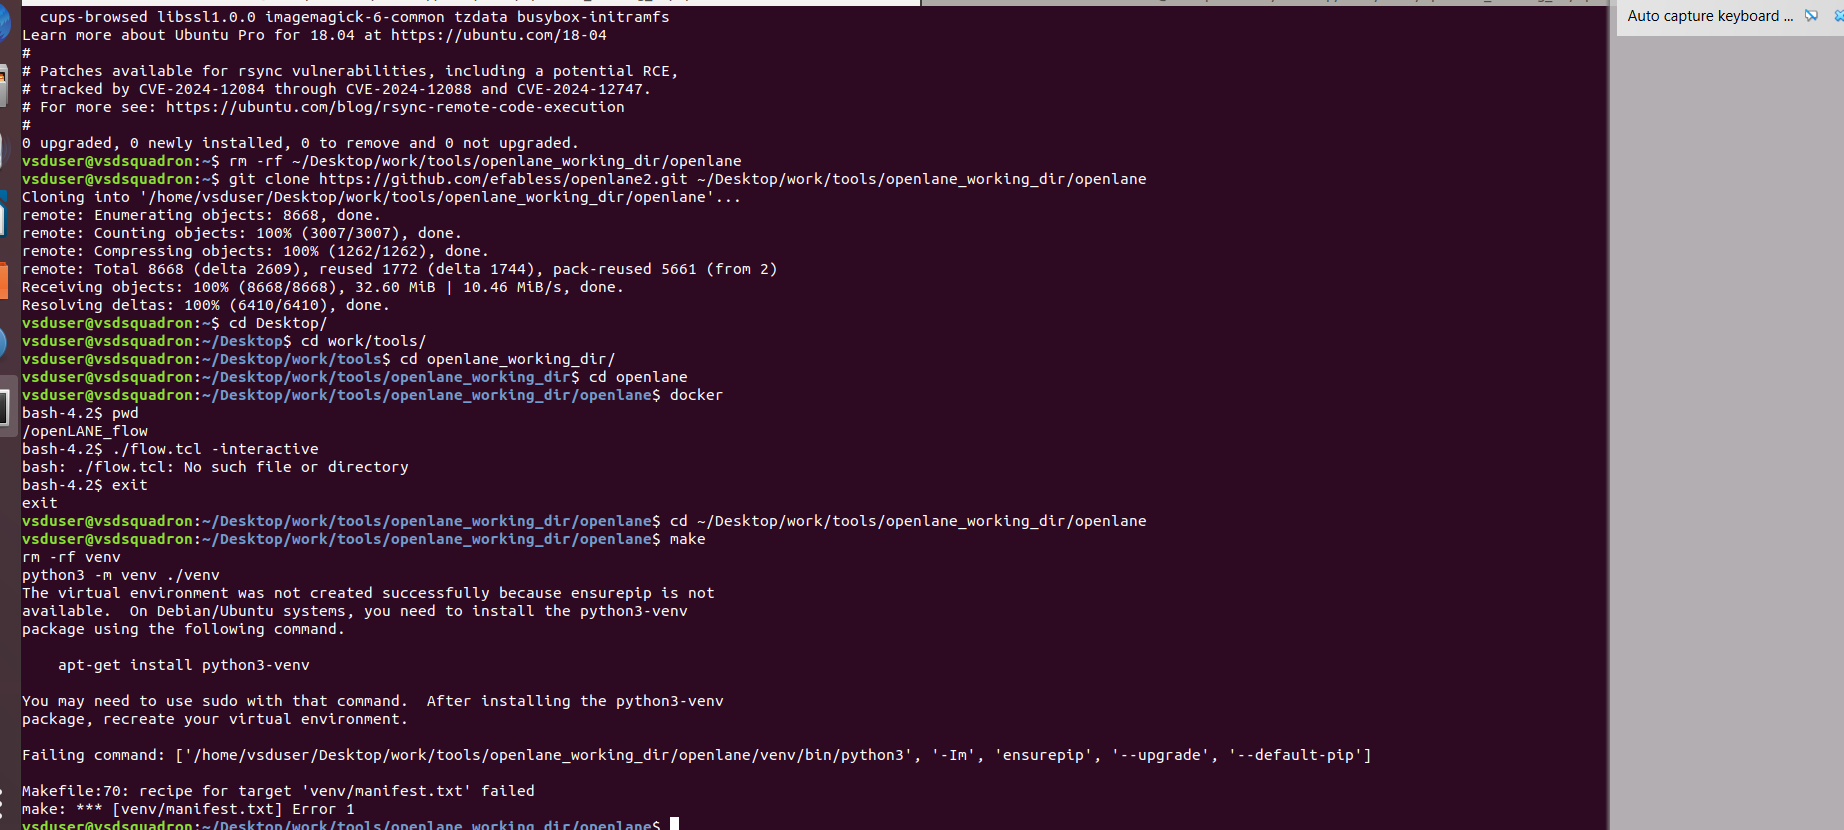 Auto capture keyboard ...
cups-browsed libssl1.0.0 imagemagick-6-common tzdata busybox-initramfs
Learn more about Ubuntu Pro for 18.04 at https://ubuntu.com/18-04
#
# Patches available for rsync vulnerabilities, including a potential RCE,
# tracked by CVE-2024-12084 through CVE-2024-12088 and CVE-2024-12747.
# For more see: https://ubuntu.com/blog/rsync-remote-code-execution
#
0 upgraded, 0 newly installed, 0 to remove and 0 not upgraded.
vsduser@vsdsquadron:~$ rm -rf ~/Desktop/work/tools/openlane_working_dir/openlane
vsduser@vsdsquadron:~$ git clone https://github.com/efabless/openlane2.git ~/Desktop/work/tools/openlane_working_dir/openlane
Cloning into '/home/vsduser/Desktop/work/tools/openlane_working_dir/openlane'...
remote: Enumerating objects: 8668, done.
remote: Counting objects: 100% (3007/3007), done.
remote: Compressing objects: 100% (1262/1262), done.
remote: Total 8668 (delta 2609), reused 1772 (delta 1744), pack-reused 5661 (from 2)
Receiving objects: 100% (8668/8668), 32.60 MiB | 10.46 MiB/s, done.
Resolving deltas: 100% (6410/6410), done.
vsduser@vsdsquadron:~$ cd Desktop/
vsduser@vsdsquadron:~/Desktop$ cd work/tools/
vsduser@vsdsquadron:~/Desktop/work/tools$ cd openlane_working_dir/
vsduser@vsdsquadron:~/Desktop/work/tools/openlane_working_dir$ cd openlane
vsduser@vsdsquadron:~/Desktop/work/tools/openlane_working_dir/openlane$ docker
bash-4.2$ pwd
/openLANE_flow
bash-4.2$ ./flow.tcl -interactive
bash: ./flow.tcl: No such file or directory
bash-4.2$ exit
exit
vsduser@vsdsquadron:~/Desktop/work/tools/openlane_working_dir/openlane$ cd ~/Desktop/work/tools/openlane_working_dir/openlane
vsduser@vsdsquadron:~/Desktop/work/tools/openlane_working_dir/openlane$ make
rm -rf venv
python3 -m venv ./venv
The virtual environment was not created successfully because ensurepip is not
available.  On Debian/Ubuntu systems, you need to install the python3-venv
package using the following command.
apt-get install python3-venv
You may need to use sudo with that command.  After installing the python3-venv
package, recreate your virtual environment.
Failing command: ['/home/vsduser/Desktop/work/tools/openlane_working_dir/openlane/venv/bin/python3', '-Im', 'ensurepip', '--upgrade', '--default-pip']
Makefile:70: recipe for target 'venv/manifest.txt' failed
make: *** [venv/manifest.txt] Error 1
vsduser@vsdsquadron:~/Desktop/work/tools/openlane_working_dir/openlane$